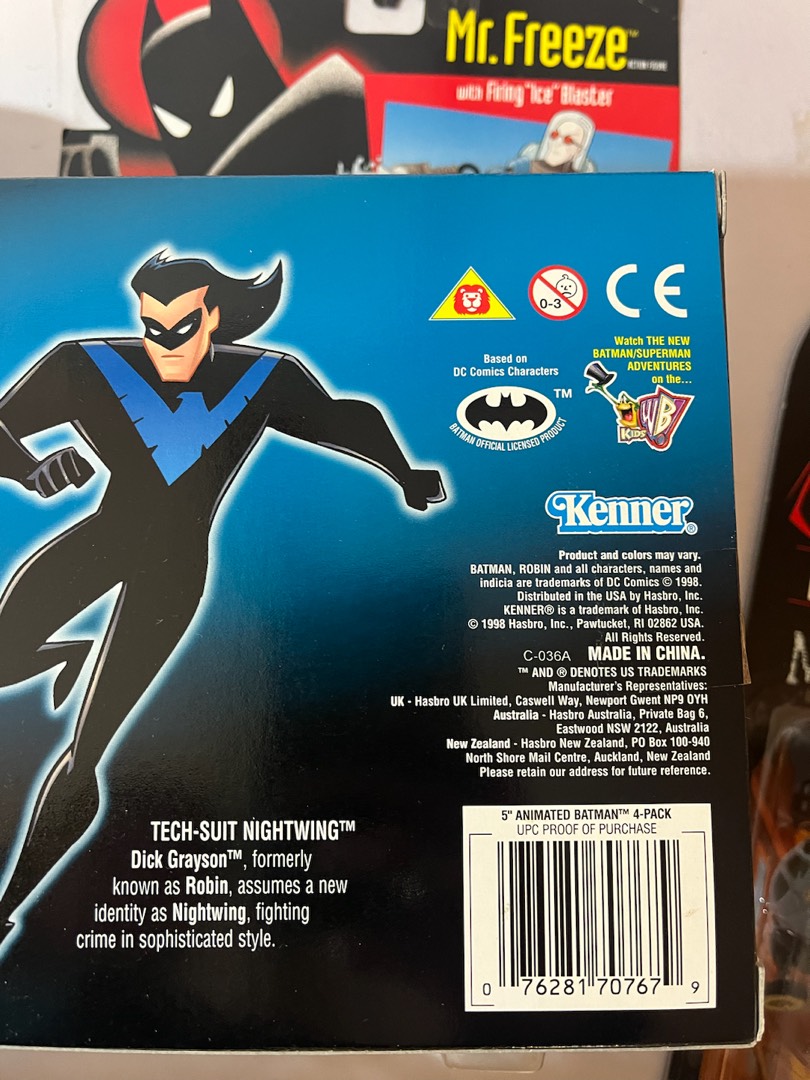 Mr. Freeze™
with Firing "Ice" Blaster
0-3
CE
Based on
DC Comics Characters
TM
BATMAN OFFICIAL LICENSED PRODUCT
Watch THE NEW
BATMAN/SUPERMAN
ADVENTURES
on the...
KIDS WB
Kenner®
Product and colors may vary.
BATMAN, ROBIN and all characters, names and
indicia are trademarks of DC Comics © 1998.
Distributed in the USA by Hasbro, Inc.
KENNER® is a trademark of Hasbro, Inc.
© 1998 Hasbro, Inc., Pawtucket, RI 02862 USA.
All Rights Reserved.
C-036A MADE IN CHINA.
™ AND ® DENOTES US TRADEMARKS
Manufacturer's Representatives:
UK - Hasbro UK Limited, Caswell Way, Newport Gwent NP9 OYH
Australia - Hasbro Australia, Private Bag 6,
Eastwood NSW 2122, Australia
New Zealand - Hasbro New Zealand, PO Box 100-940
North Shore Mail Centre, Auckland, New Zealand
Please retain our address for future reference.
TECH-SUIT NIGHTWING™
Dick Grayson™, formerly
known as Robin, assumes a new
identity as Nightwing, fighting
crime in sophisticated style.
5" ANIMATED BATMAN™ 4-PACK
UPC PROOF OF PURCHASE
0 76281 70767 9